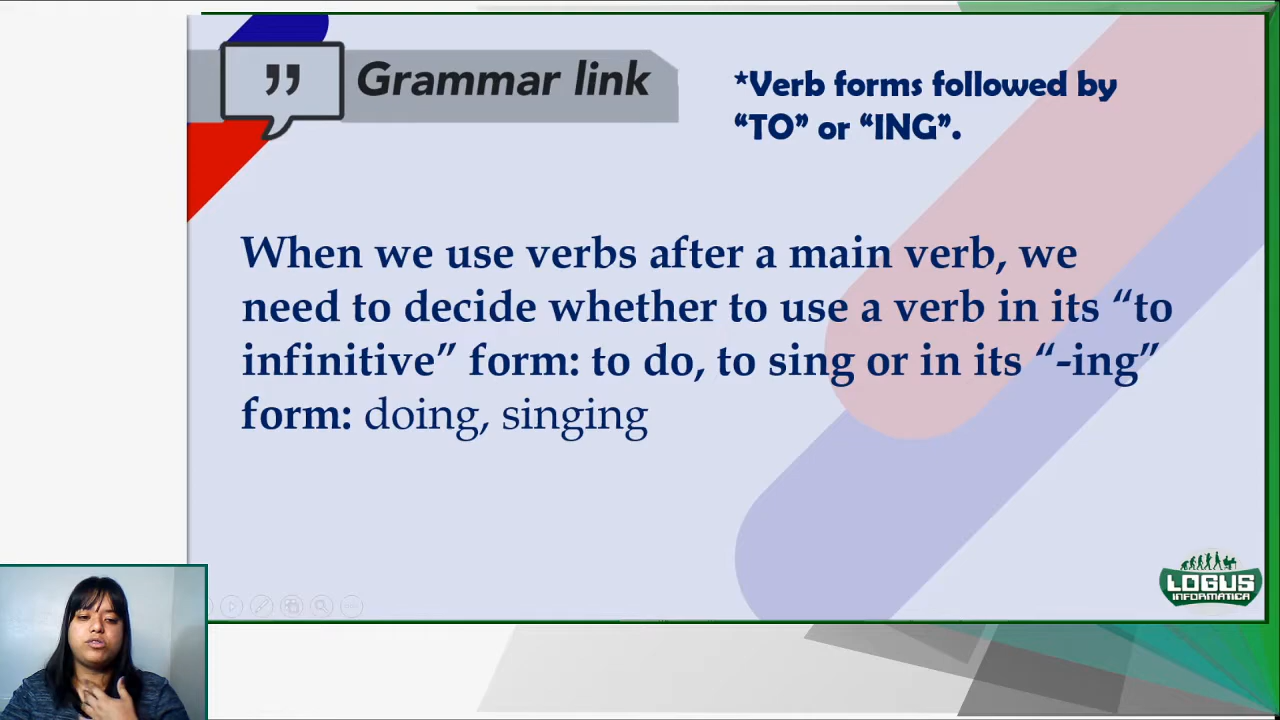 Grammar link
*Verb forms followed by
“TO” or “ING”.
When we use verbs after a main verb, we
need to decide whether to use a verb in its “to
infinitive” form: to do, to sing or in its “-ing”
form: doing, singing
LOGUS
INFORMATICA